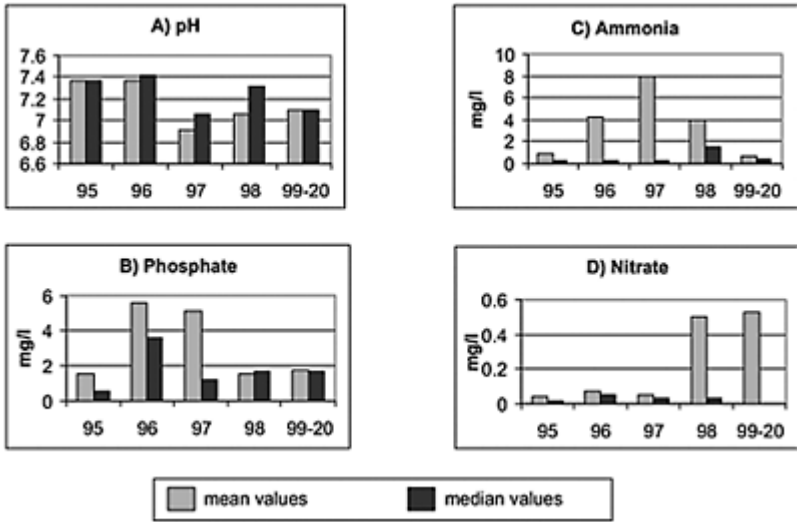 A) pH
7.6
7.4
7.2
7
6.8
6.6
95 96 97 98 99-20
C) Ammonia
mg/l
10
8
6
4
2
0
95 96 97 98 99-20
B) Phosphate
mg/l
6
4
2
0
95 96 97 98 99-20
D) Nitrate
mg/l
0.6
0.4
0.2
0
95 96 97 98 99-20
mean values median values